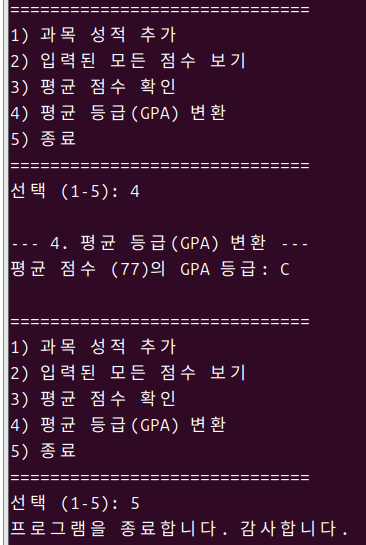 ==============================
1) 과목 성적 추가
2) 입력된 모든 점수 보기
3) 평균 점수 확인
4) 평균 등급(GPA) 변환
5) 종료
==============================
선택 (1-5): 4
--- 4. 평균 등급(GPA) 변환 ---
평균 점수 (77)의 GPA 등급: C
==============================
1) 과목 성적 추가
2) 입력된 모든 점수 보기
3) 평균 점수 확인
4) 평균 등급(GPA) 변환
5) 종료
==============================
선택 (1-5): 5
프로그램을 종료합니다. 감사합니다.